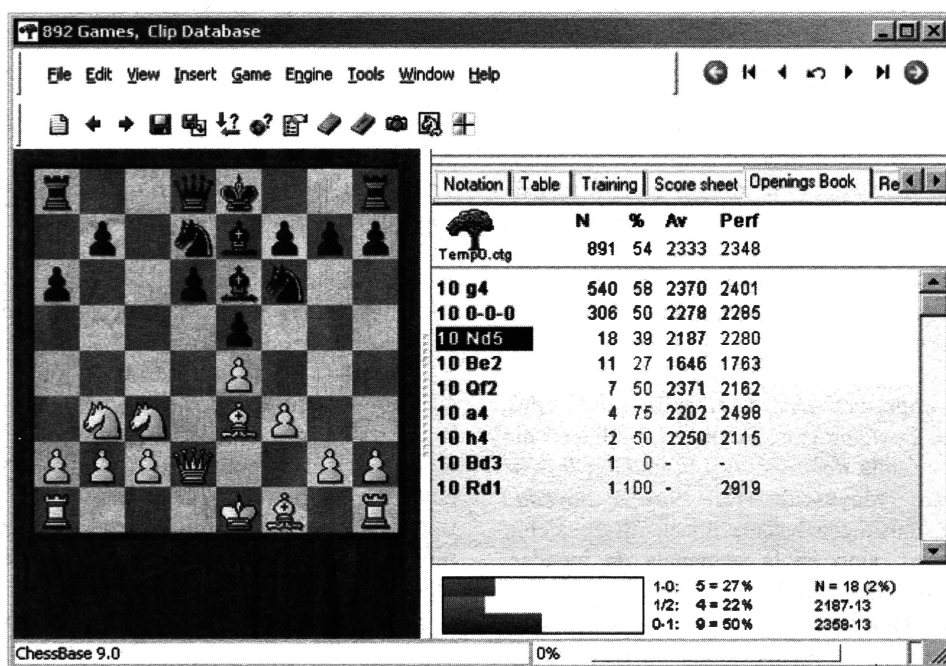 892 Games, Clip Database
File Edit View Insert Game Engine Tools Window Help
Notation Table Training Score sheet Openings Book Re
N % Av Perf
Temp0.ctg 891 54 2333 2348
10 g4 540 58 2370 2401
10 0-0-0 306 50 2278 2285
10 Nd5 18 39 2187 2280
10 Be2 11 27 1646 1763
10 Qf2 7 50 2371 2162
10 a4 4 75 2202 2498
10 h4 2 50 2250 2115
10 Bd3 1 0 - -
10 Rd1 1 100 - 2919
1-0: 5 = 27% N = 18 (2%)
1/2: 4 = 22% 2187-13
0-1: 9 = 50% 2358-13
ChessBase 9.0 0%